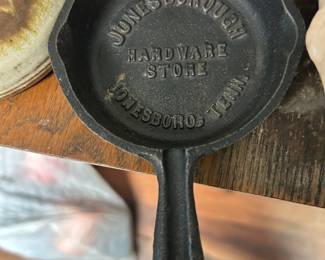 JONESBOROUGH
HARDWARE
STORE
JONESBORO, TENN.